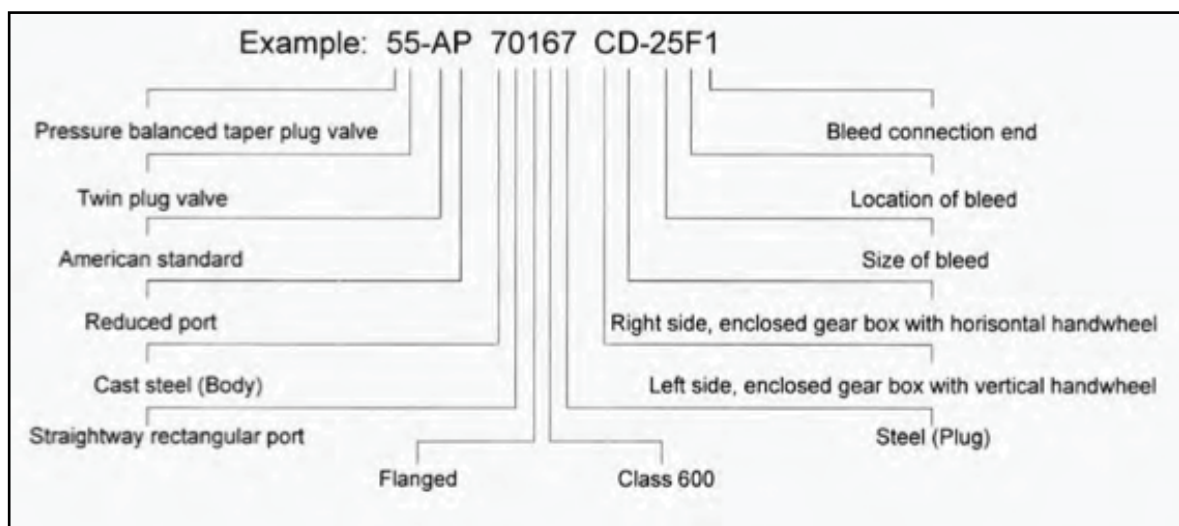 Example: 55-AP 70167 CD-25F1
Pressure balanced taper plug valve
Bleed connection end
Twin plug valve
Location of bleed
American standard
Size of bleed
Reduced port
Right side, enclosed gear box with horisontal handwheel
Cast steel (Body)
Left side, enclosed gear box with vertical handwheel
Straightway rectangular port
Steel (Plug)
Flanged
Class 600